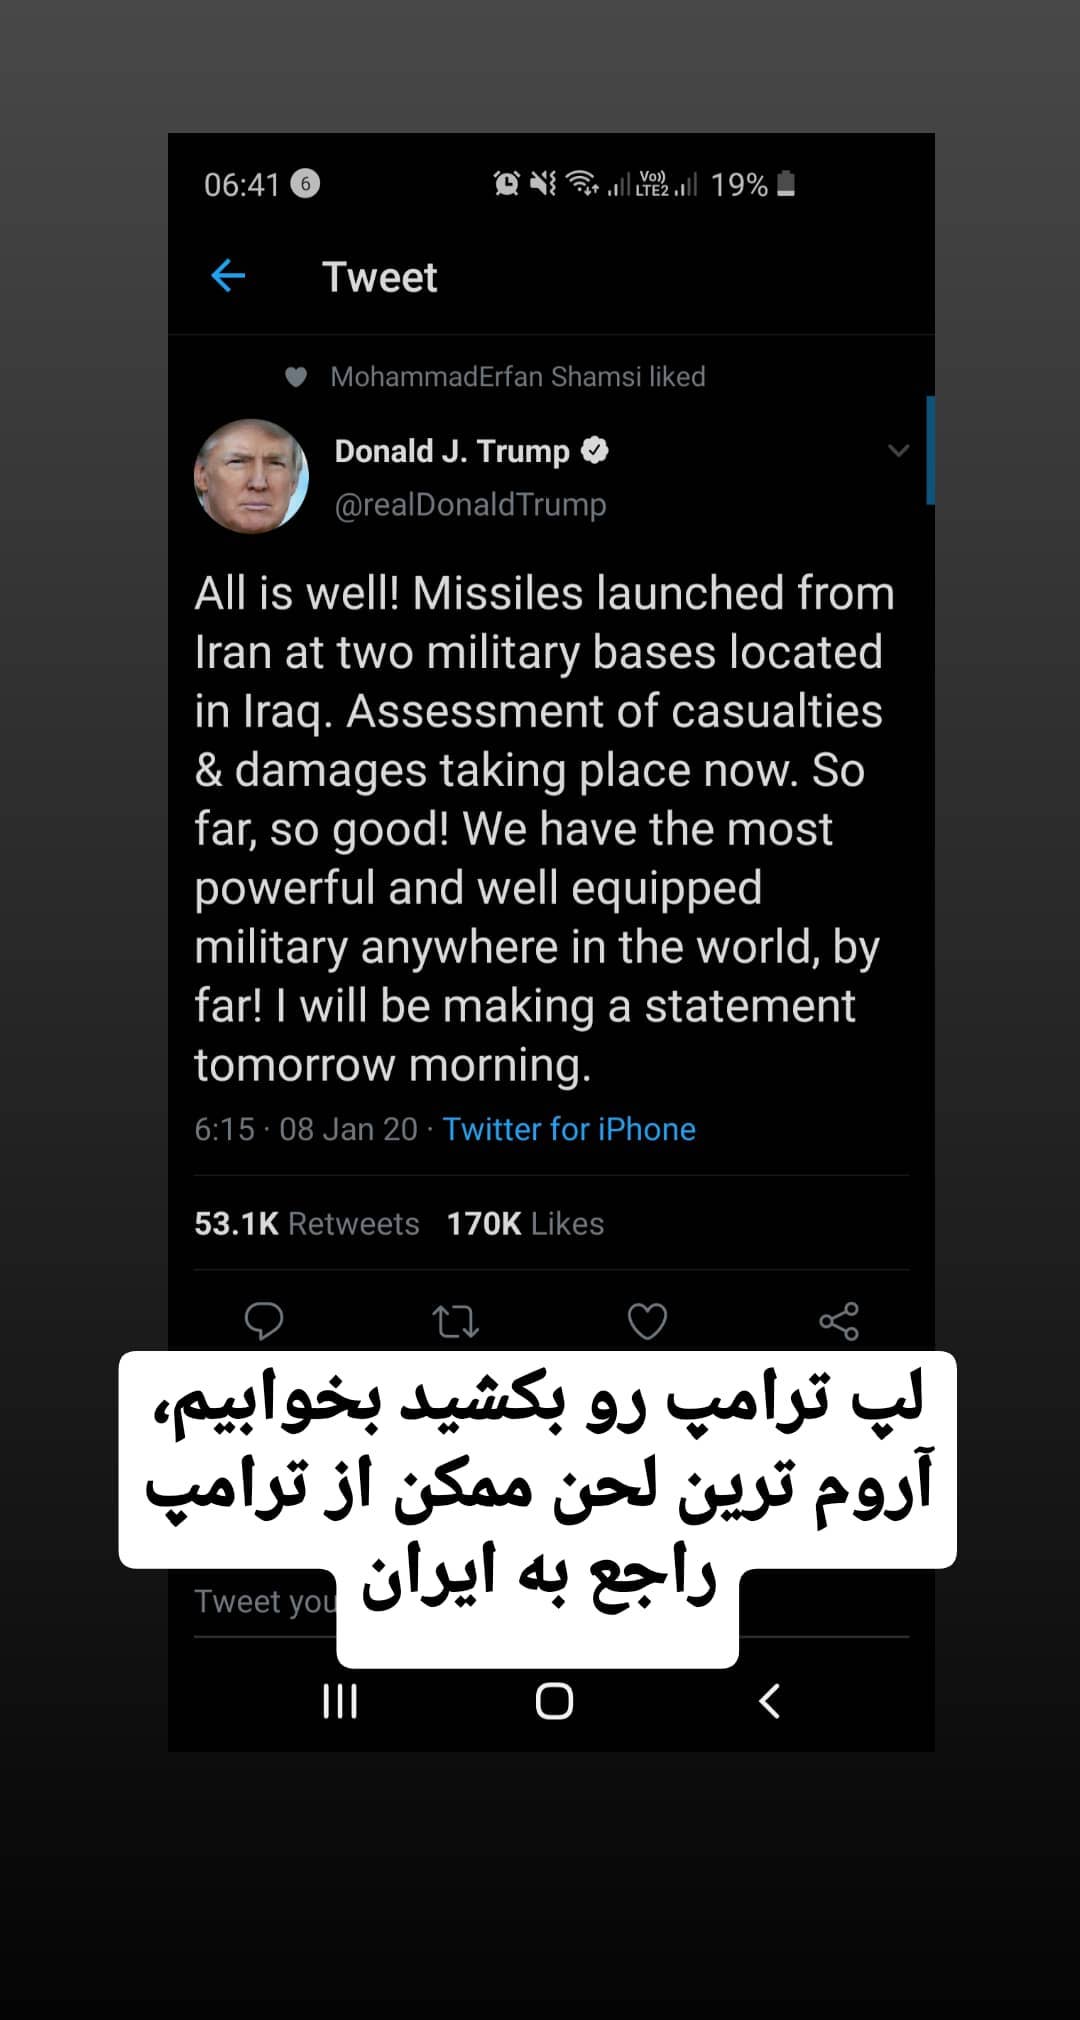 06:41 6 Vo)) LTE2 19%
Tweet
MohammadErfan Shamsi liked
Donald J. Trump
@realDonaldTrump
All is well! Missiles launched from
Iran at two military bases located
in Iraq. Assessment of casualties
& damages taking place now. So
far, so good! We have the most
powerful and well equipped
military anywhere in the world, by
far! I will be making a statement
tomorrow morning.
6:15 · 08 Jan 20 · Twitter for iPhone
53.1K Retweets 170K Likes
لپ ترامپ رو بکشید بخوابیم،
آروم ترین لحن ممکن از ترامپ
راجع به ایران
Tweet you